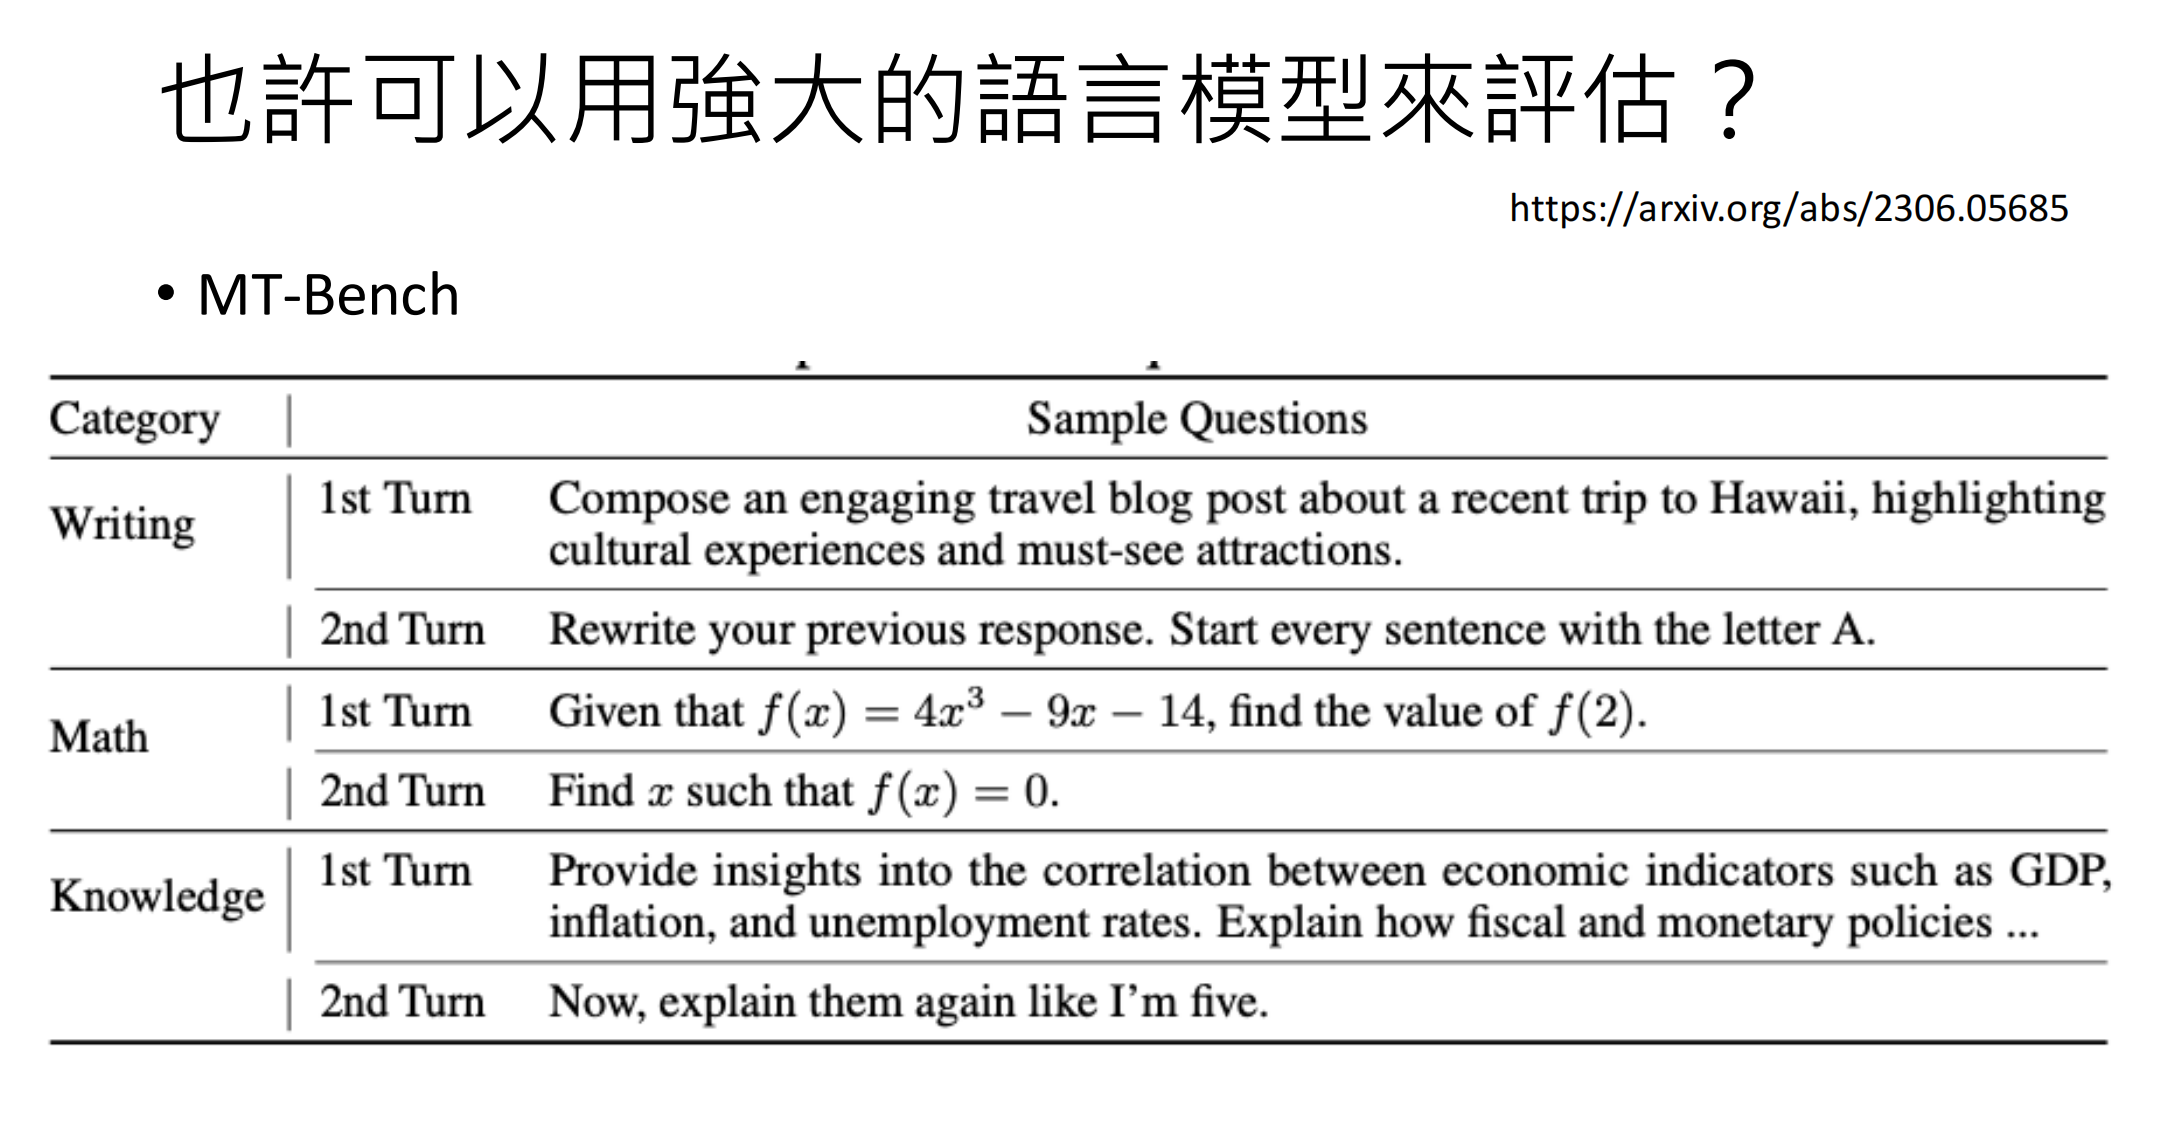 也許可以用強大的語言模型來評估？
https://arxiv.org/abs/2306.05685
• MT-Bench
Category | Sample Questions
Writing | 1st Turn Compose an engaging travel blog post about a recent trip to Hawaii, highlighting
cultural experiences and must-see attractions.
2nd Turn Rewrite your previous response. Start every sentence with the letter A.
Math | 1st Turn Given that f(x) = 4x³ − 9x − 14, find the value of f(2).
2nd Turn Find x such that f(x) = 0.
Knowledge | 1st Turn Provide insights into the correlation between economic indicators such as GDP,
inflation, and unemployment rates. Explain how fiscal and monetary policies ...
2nd Turn Now, explain them again like I’m five.